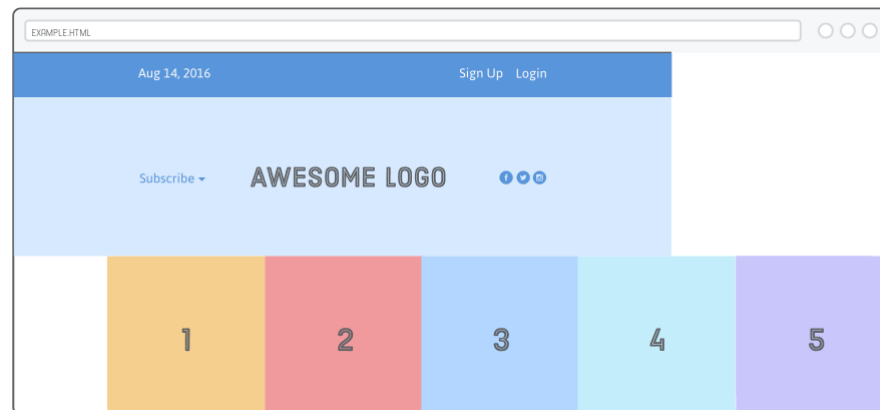 EXAMPLE.HTML
Aug 14, 2016 Sign Up Login
Subscribe AWESOME LOGO
1 2 3 4 5